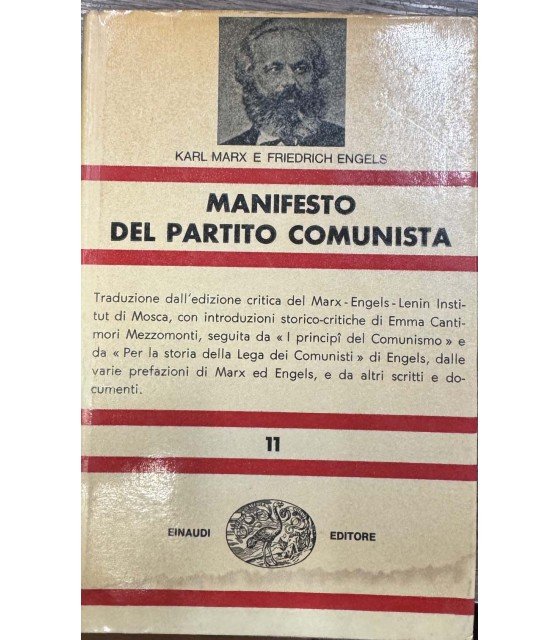 KARL MARX E FRIEDRICH ENGELS
MANIFESTO
DEL PARTITO COMUNISTA
Traduzione dall'edizione critica del Marx-Engels-Lenin Insti-
tut di Mosca, con introduzioni storico-critiche di Emma Canti-
mori Mezzomonti, seguita da « I principî del Comunismo » e
da « Per la storia della Lega dei Comunisti » di Engels, dalle
varie prefazioni di Marx ed Engels, e da altri scritti e do-
cumenti.
11
EINAUDI EDITORE